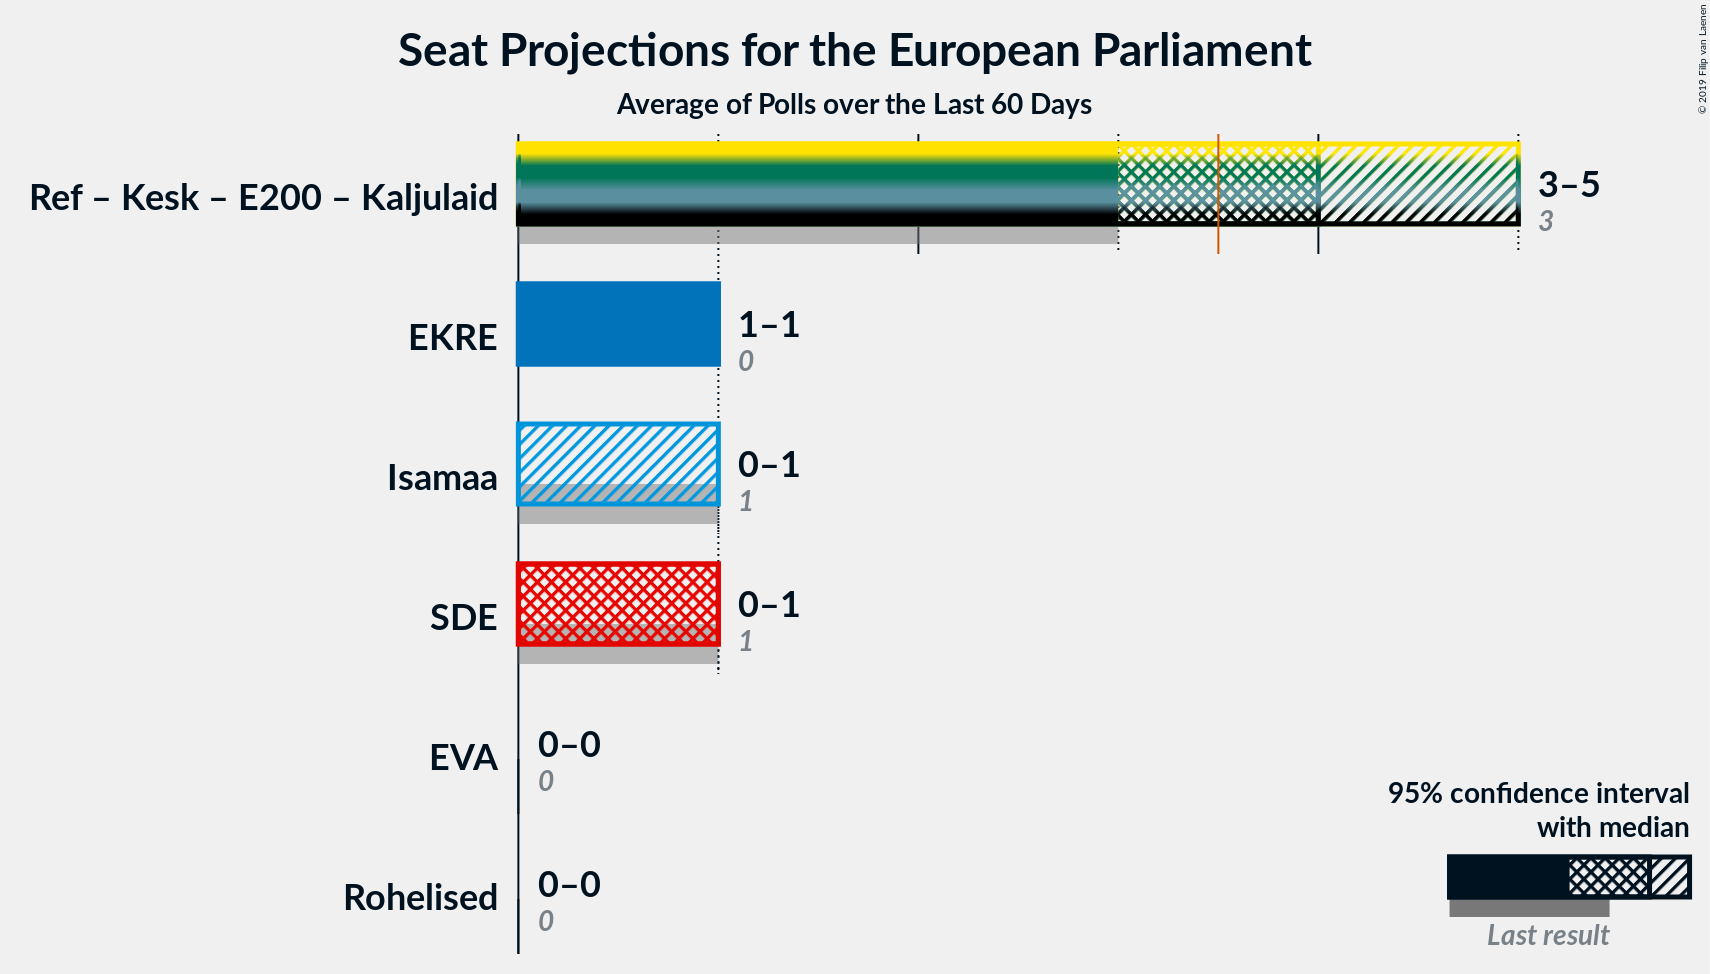 Seat Projections for the European Parliament
Average of Polls over the Last 60 Days
© 2019 Filip van Laenen
Ref – Kesk – E200 – Kaljulaid
3–5
3
EKRE
1–1
0
Isamaa
0–1
1
SDE
0–1
1
EVA
0–0
0
Rohelised
0–0
0
95% confidence interval
with median
Last result